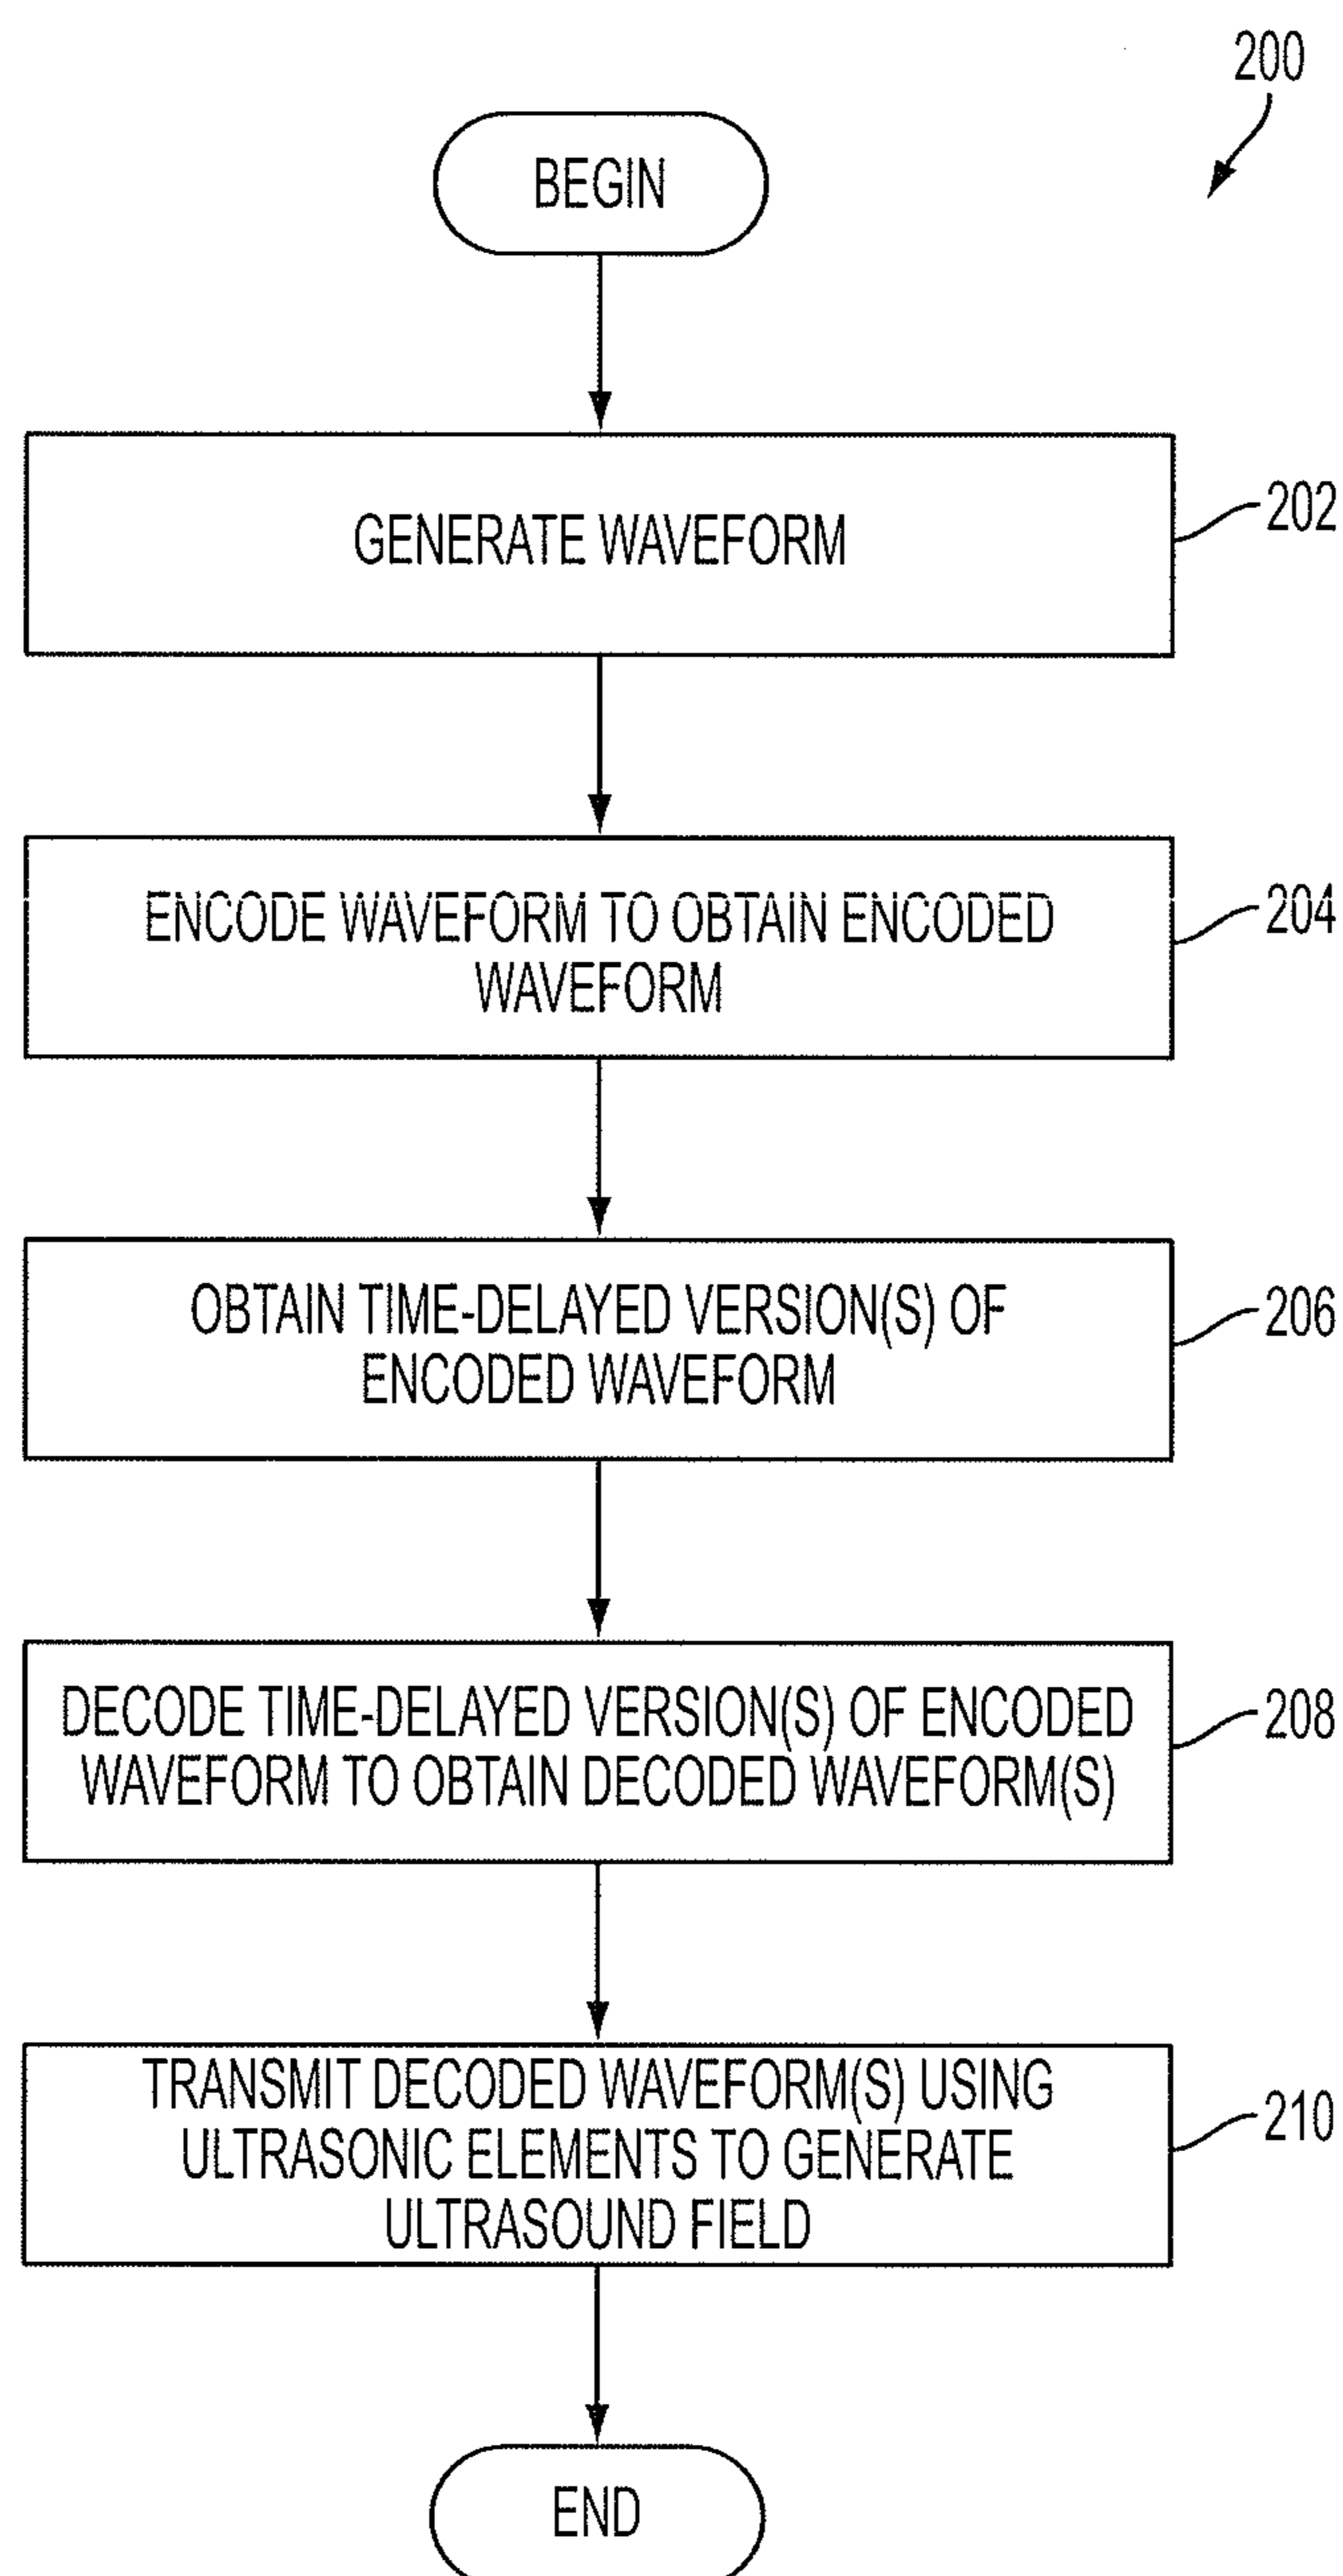 200
BEGIN
GENERATE WAVEFORM
202
ENCODE WAVEFORM TO OBTAIN ENCODED
WAVEFORM
204
OBTAIN TIME-DELAYED VERSION(S) OF
ENCODED WAVEFORM
206
DECODE TIME-DELAYED VERSION(S) OF ENCODED
WAVEFORM TO OBTAIN DECODED WAVEFORM(S)
208
TRANSMIT DECODED WAVEFORM(S) USING
ULTRASONIC ELEMENTS TO GENERATE
ULTRASOUND FIELD
210
END